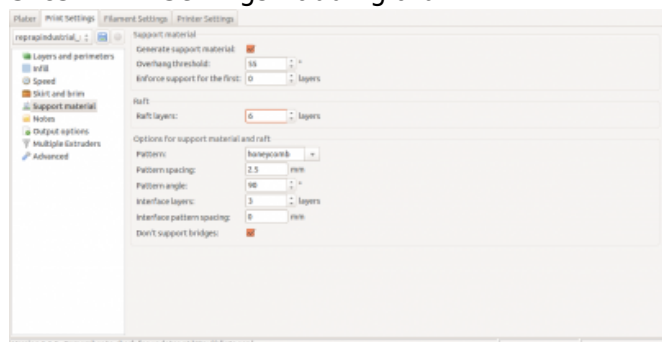 Plater Print Settings Filament Settings Printer Settings
reprapindustrial_
Layers and perimeters
Infill
Speed
Skirt and brim
Support material
Notes
Output options
Multiple Extruders
Advanced
Support material
Generate support material:
Overhang threshold: 55 °
Enforce support for the first: 0 layers
Raft
Raft layers: 6 layers
Options for support material and raft
Pattern: honeycomb
Pattern spacing: 2.5 mm
Pattern angle: 90 °
Interface layers: 3 layers
Interface pattern spacing: 0 mm
Don't support bridges: